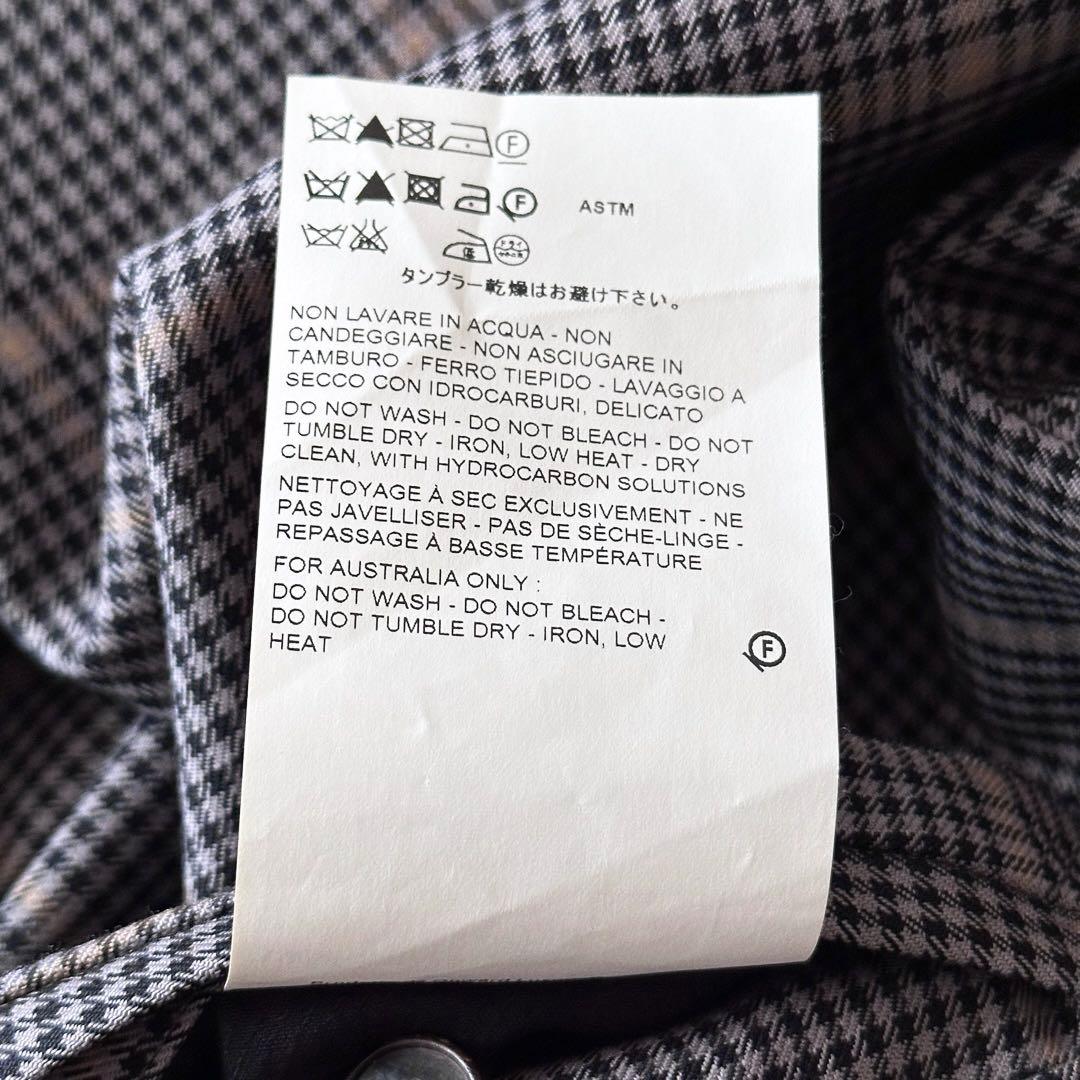 F
F ASTM
低 ドライ
タンブラー乾燥はお避け下さい。
NON LAVARE IN ACQUA - NON
CANDEGGIARE - NON ASCIUGARE IN
TAMBURO - FERRO TIEPIDO - LAVAGGIO A
SECCO CON IDROCARBURI, DELICATO
DO NOT WASH - DO NOT BLEACH - DO NOT
TUMBLE DRY - IRON, LOW HEAT - DRY
CLEAN, WITH HYDROCARBON SOLUTIONS
NETTOYAGE À SEC EXCLUSIVEMENT - NE
PAS JAVELLISER - PAS DE SÈCHE-LINGE -
REPASSAGE À BASSE TEMPÉRATURE
FOR AUSTRALIA ONLY :
DO NOT WASH - DO NOT BLEACH -
DO NOT TUMBLE DRY - IRON, LOW
HEAT
F